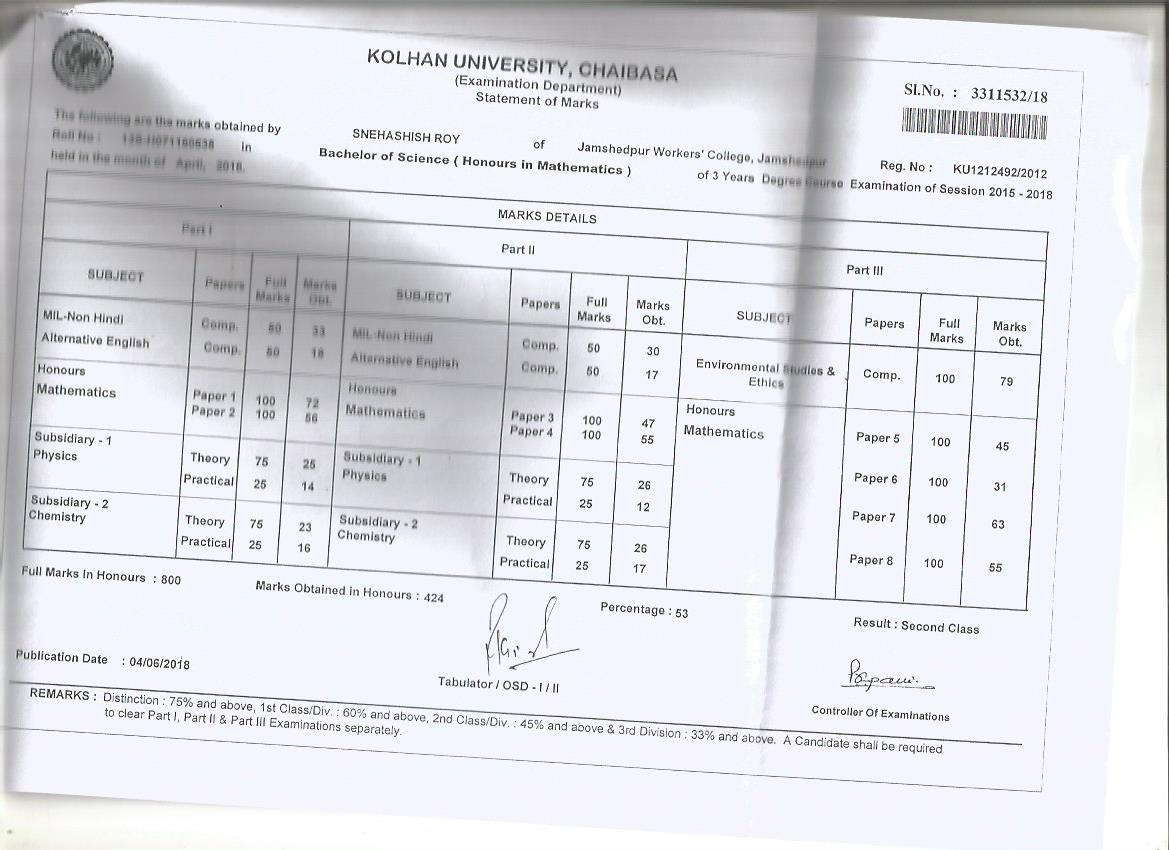 KOLHAN UNIVERSITY, CHAIBASA
(Examination Department)
Statement of Marks
Sl.No. : 3311532/18
The following are the marks obtained by SNEHASHISH ROY of Jamshedpur Workers' College, Jamshedpur Reg. No : KU1212492/2012
Roll No : in Bachelor of Science ( Honours in Mathematics ) of 3 Years Degree Course Examination of Session 2015 - 2018
held in the month of April, 2018.
MARKS DETAILS
Part I Part II Part III
SUBJECT Papers Full Marks Marks Obt. SUBJECT Papers Full Marks Marks Obt. SUBJECT Papers Full Marks Marks Obt.
MIL-Non Hindi Comp. 50 33 MIL-Non Hindi Comp. 50 30
Alternative English Comp. 50 18 Alternative English Comp. 50 17 Environmental Studies & Ethics Comp. 100 79
Honours Honours Honours
Mathematics Paper 1 100 72 Mathematics Paper 3 100 47 Mathematics Paper 5 100 45
Paper 2 100 56 Paper 4 100 55 Paper 6 100 31
Subsidiary - 1 Subsidiary - 1
Physics Theory 75 25 Physics Theory 75 26 Paper 7 100 63
Practical 25 14 Practical 25 12
Subsidiary - 2 Subsidiary - 2
Chemistry Theory 75 23 Chemistry Theory 75 26 Paper 8 100 55
Practical 25 16 Practical 25 17
Full Marks In Honours : 800 Marks Obtained in Honours : 424 Percentage : 53 Result : Second Class
Publication Date : 04/06/2018
Tabulator / OSD - I / II
Controller Of Examinations
REMARKS : Distinction : 75% and above, 1st Class/Div. : 60% and above, 2nd Class/Div. : 45% and above & 3rd Division : 33% and above. A Candidate shall be required
to clear Part I, Part II & Part III Examinations separately.